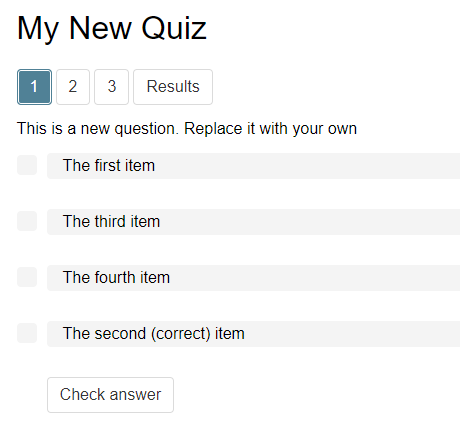 My New Quiz
1 2 3 Results
This is a new question. Replace it with your own
The first item
The third item
The fourth item
The second (correct) item
Check answer